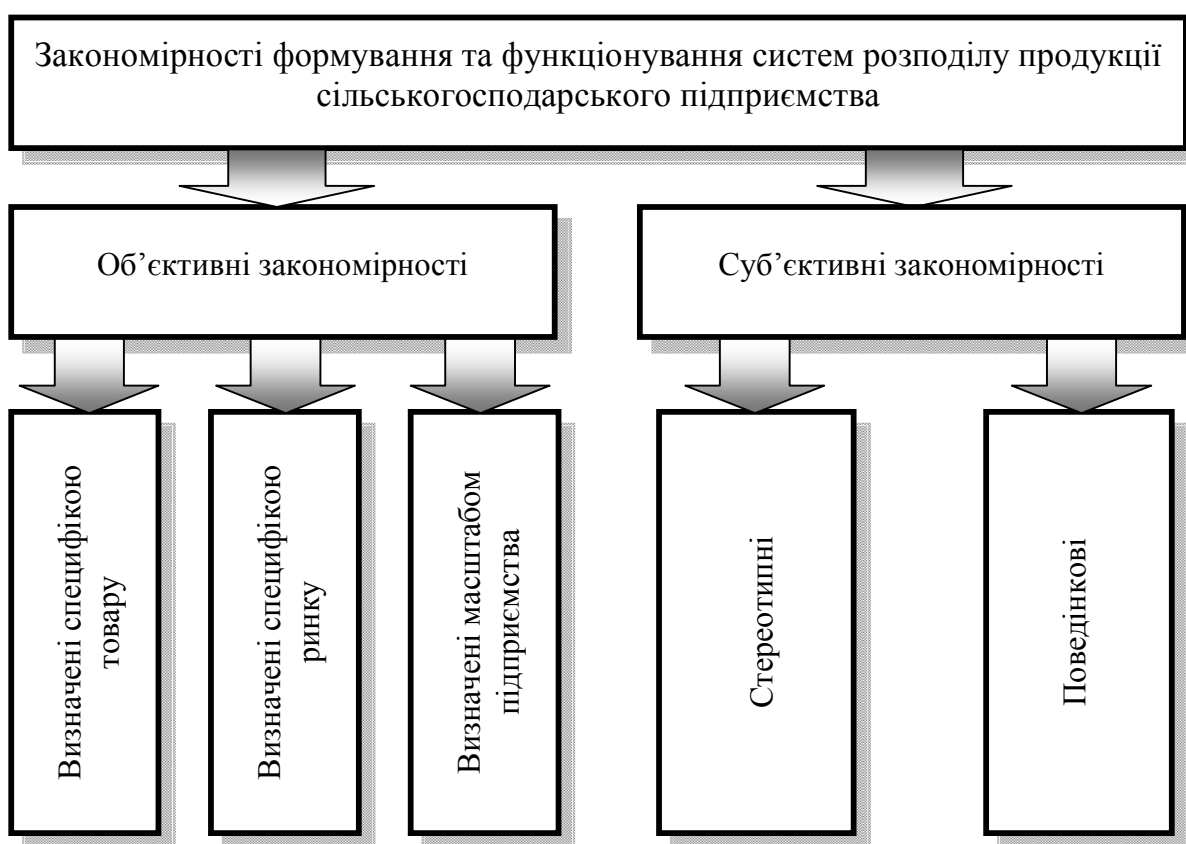 Закономірності формування та функціонування систем розподілу продукції
сільськогосподарського підприємства
Об’єктивні закономірності
Суб’єктивні закономірності
Визначені специфікою
товару
Визначені специфікою
ринку
Визначені масштабом
підприємства
Стереотипні
Поведінкові